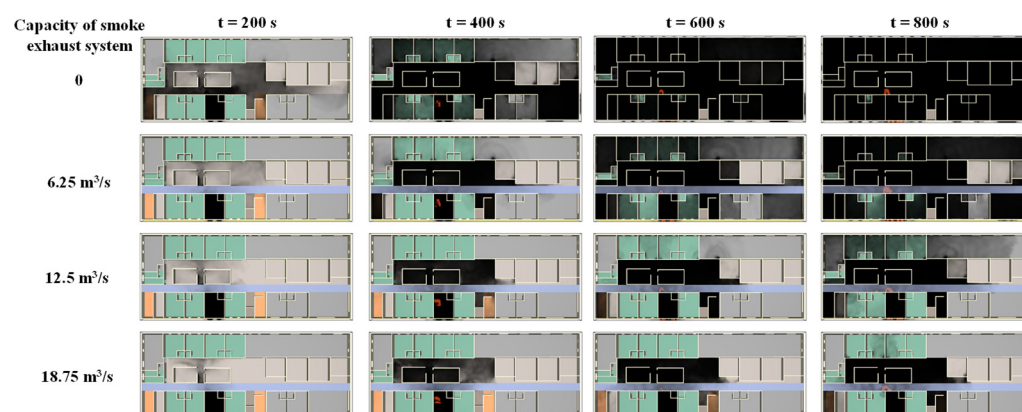 Capacity of smoke
exhaust system
t = 200 s
t = 400 s
t = 600 s
t = 800 s
0
6.25 m³/s
12.5 m³/s
18.75 m³/s